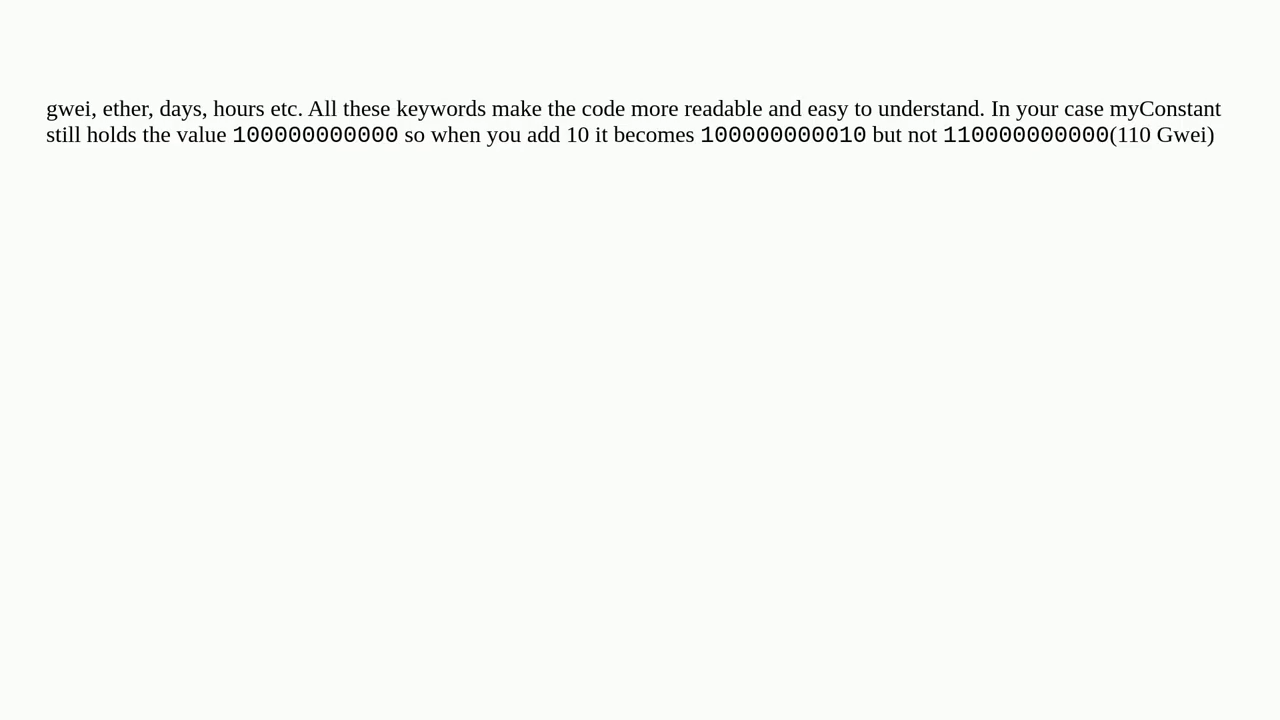 gwei, ether, days, hours etc. All these keywords make the code more readable and easy to understand. In your case myConstant
still holds the value 100000000000 so when you add 10 it becomes 100000000010 but not 110000000000(110 Gwei)